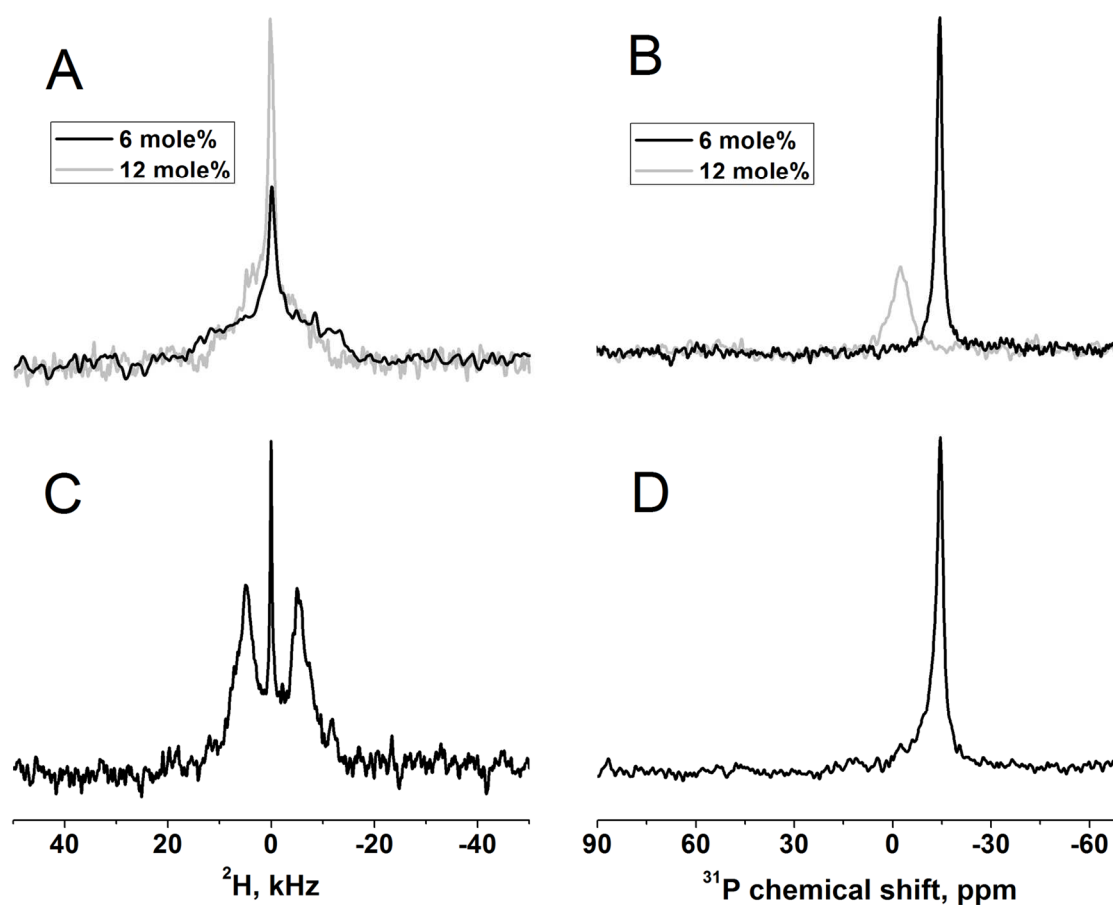 A
6 mole%
12 mole%
B
6 mole%
12 mole%
C
D
40 20 0 -20 -40
²H, kHz
90 60 30 0 -30 -60
³¹P chemical shift, ppm